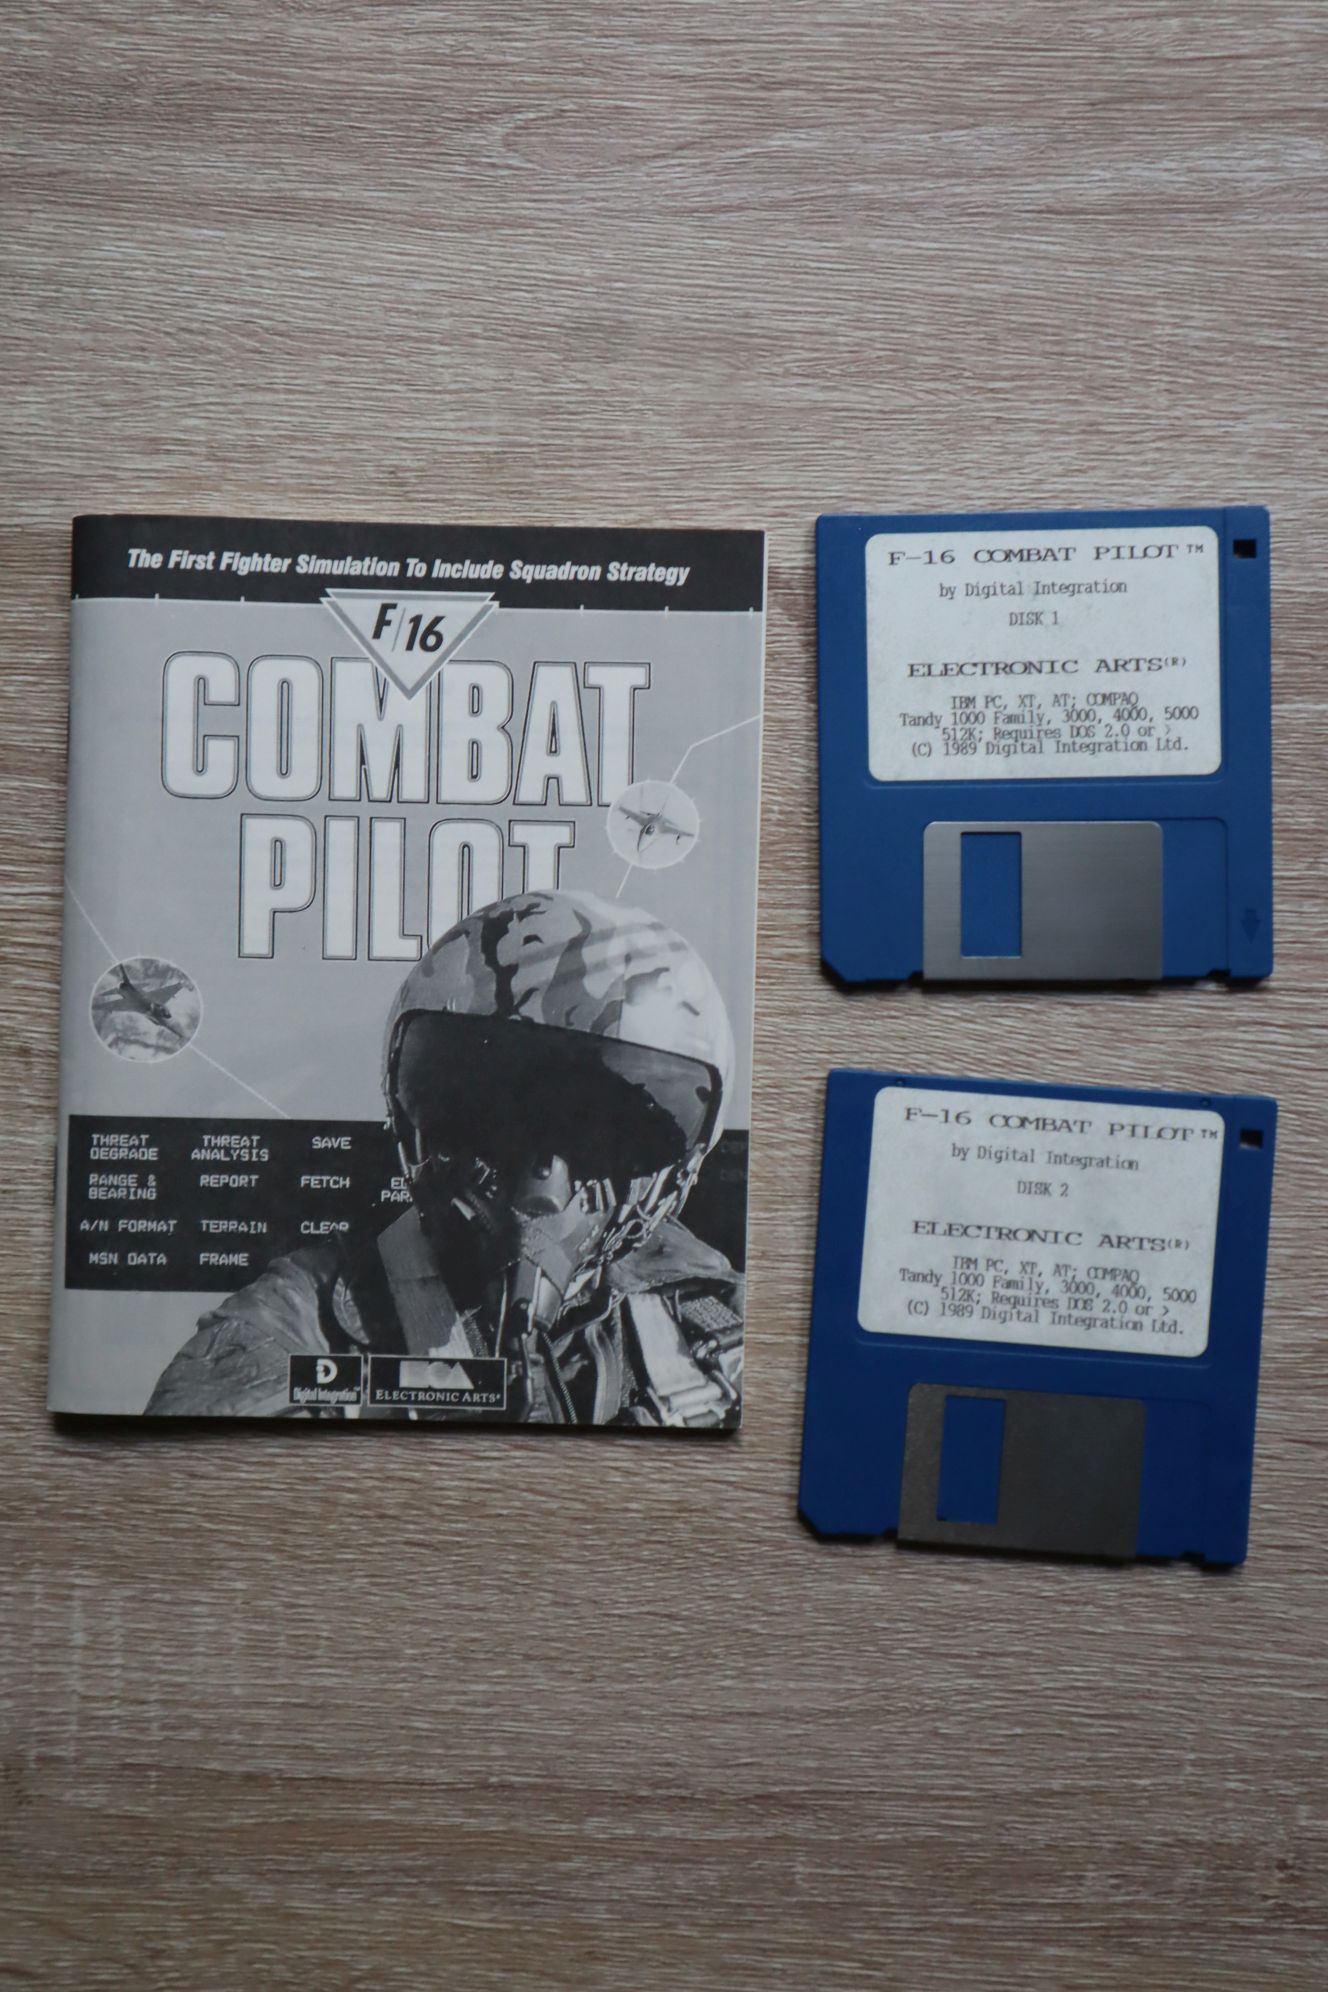 The First Fighter Simulation To Include Squadron Strategy
F/16
COMBAT
PILOT
THREAT DEGRADE
THREAT ANALYSIS
SAVE
RANGE & BEARING
REPORT
FETCH
A/N FORMAT
TERRAIN
CLEAR
MSN DATA
FRAME
Digital Integration™
ELECTRONIC ARTS®
F-16 COMBAT PILOT™
by Digital Integration
DISK 1
ELECTRONIC ARTS(R)
IBM PC, XT, AT; COMPAQ
Tandy 1000 Family, 3000, 4000, 5000
512K; Requires DOS 2.0 or >
(C) 1989 Digital Integration Ltd.
F-16 COMBAT PILOT™
by Digital Integration
DISK 2
ELECTRONIC ARTS(R)
IBM PC, XT, AT; COMPAQ
Tandy 1000 Family, 3000, 4000, 5000
512K; Requires DOS 2.0 or >
(C) 1989 Digital Integration Ltd.